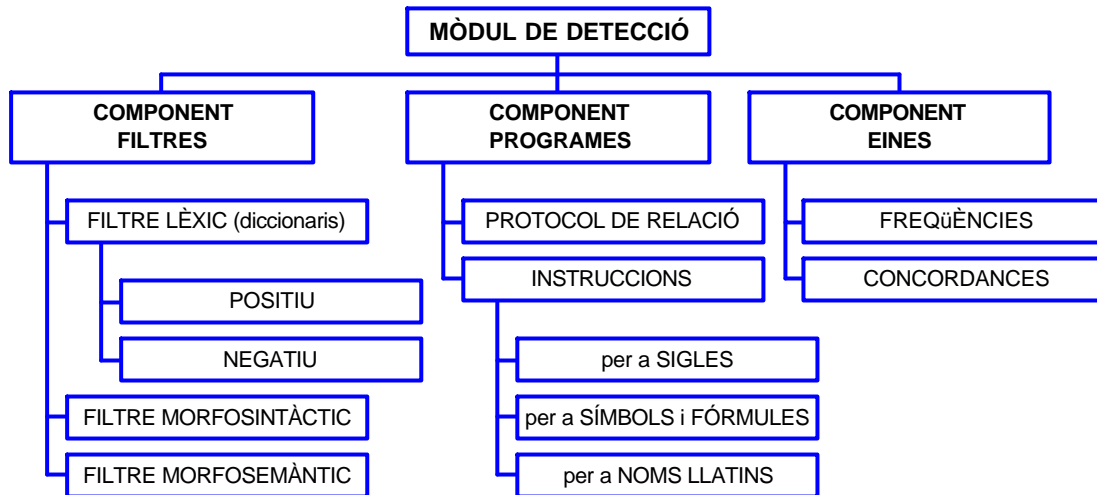 MÒDUL DE DETECCIÓ
COMPONENT
FILTRES
FILTRE LÈXIC (diccionaris)
POSITIU
NEGATIU
FILTRE MORFOSINTÀCTIC
FILTRE MORFOSEMÀNTIC
COMPONENT
PROGRAMES
PROTOCOL DE RELACIÓ
INSTRUCCIONS
per a SIGLES
per a SÍMBOLS i FÓRMULES
per a NOMS LLATINS
COMPONENT
EINES
FREQüÈNCIES
CONCORDANCES